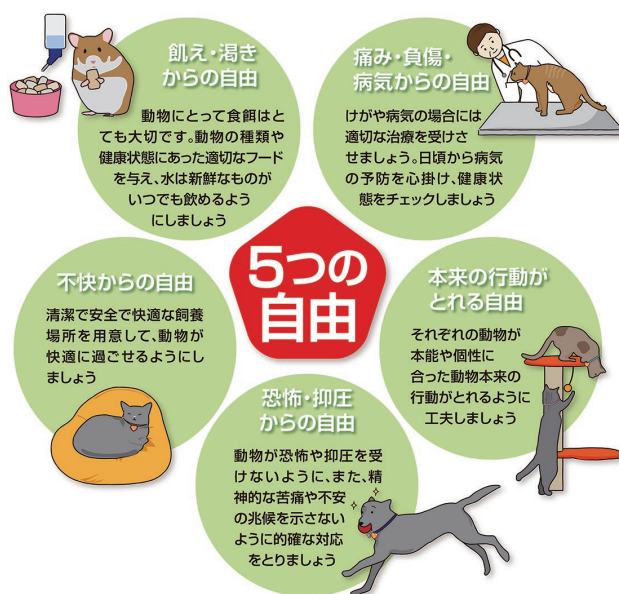 飢え・渇き
からの自由
動物にとって食餌はと
ても大切です。動物の種類や
健康状態にあった適切なフード
を与え、水は新鮮なものが
いつでも飲めるよう
にしましょう
痛み・負傷・
病気からの自由
けがや病気の場合には
適切な治療を受けさ
せましょう。日頃から病気
の予防を心掛け、健康状
態をチェックしましょう
5つの
自由
不快からの自由
清潔で安全で快適な飼養
場所を用意して、動物が
快適に過ごせるようにし
ましょう
本来の行動が
とれる自由
それぞれの動物が
本能や個性に
合った動物本来の
行動がとれるように
工夫しましょう
恐怖・抑圧
からの自由
動物が恐怖や抑圧を受
けないように、また、精
神的な苦痛や不安
の兆候を示さない
ように的確な対応
をとりましょう